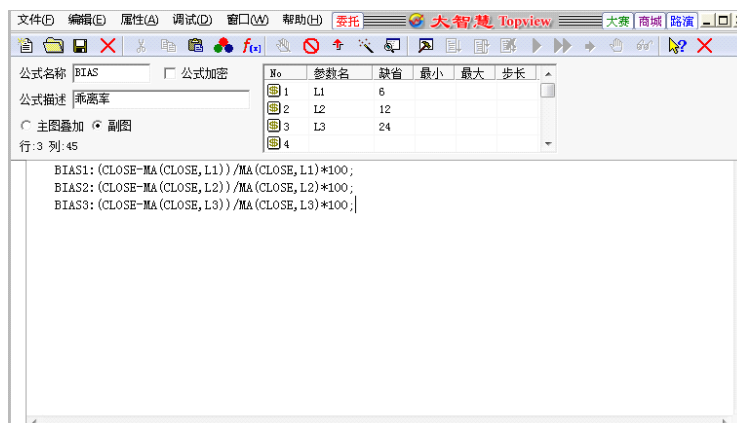 文件(F) 编辑(E) 属性(A) 调试(D) 窗口(W) 帮助(H) 委托 大智慧 Topview 大赛 商城 路演
f(x)
公式名称 BIAS 公式加密
公式描述 乖离率
主图叠加 副图
行:3 列:45
No 参数名 缺省 最小 最大 步长
1 L1 6
2 L2 12
3 L3 24
4
BIAS1:(CLOSE-MA(CLOSE,L1))/MA(CLOSE,L1)*100;
BIAS2:(CLOSE-MA(CLOSE,L2))/MA(CLOSE,L2)*100;
BIAS3:(CLOSE-MA(CLOSE,L3))/MA(CLOSE,L3)*100;